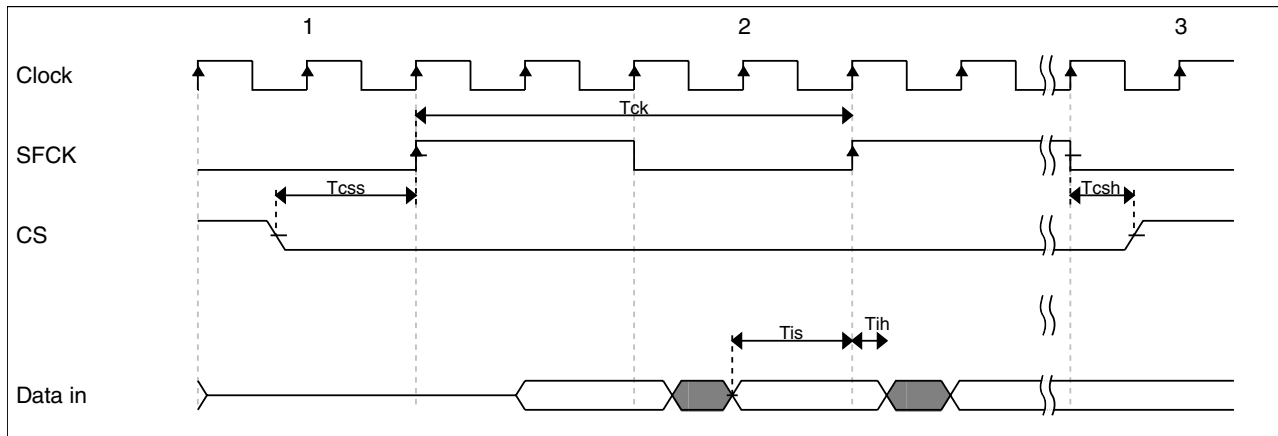 1 2 3
Clock
Tck
SFCK
Tcss Tcsh
CS
Tis Tih
Data in